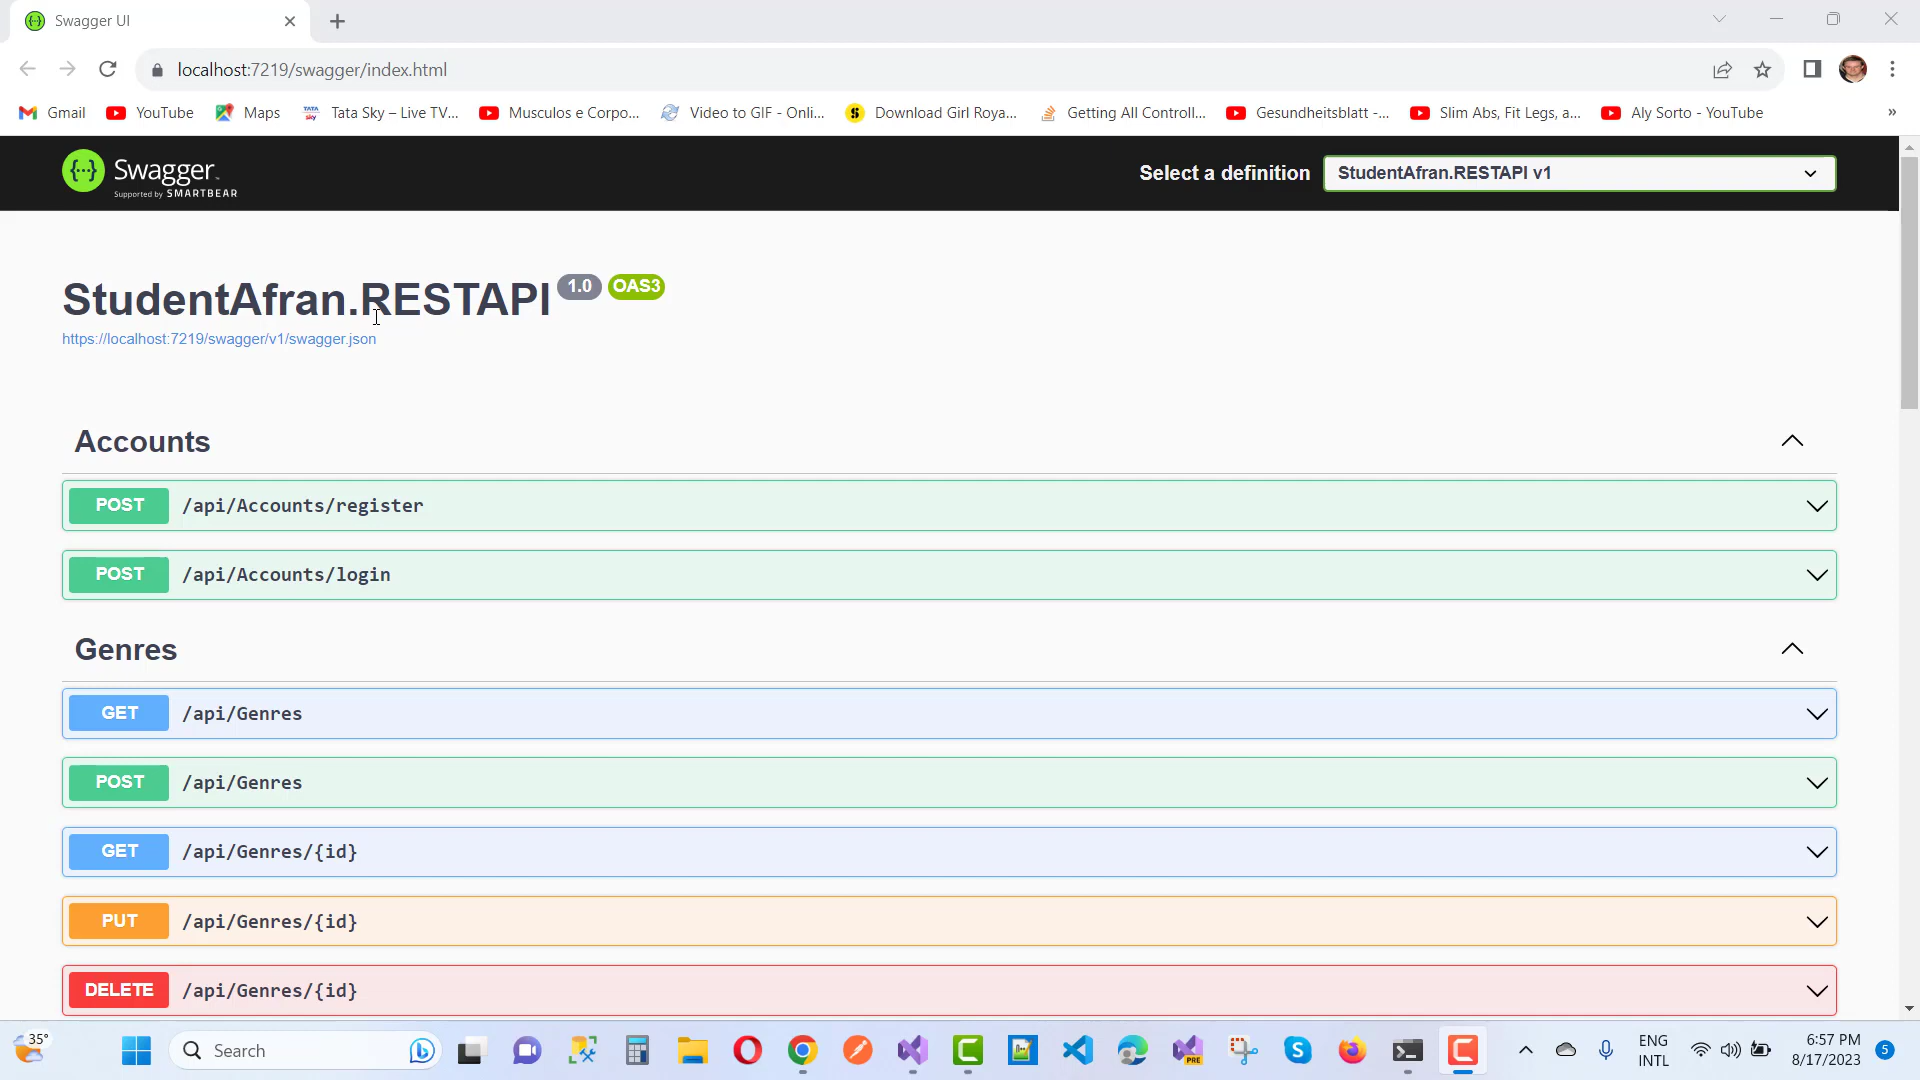 Swagger UI
localhost:7219/swagger/index.html
Gmail YouTube Maps Tata Sky – Live TV... Musculos e Corpo... Video to GIF - Onli... Download Girl Roya... Getting All Controll... Gesundheitsblatt -... Slim Abs, Fit Legs, a... Aly Sorto - YouTube »
Swagger
Supported by SMARTBEAR
Select a definition StudentAfran.RESTAPI v1
StudentAfran.RESTAPI 1.0 OAS3
https://localhost:7219/swagger/v1/swagger.json
Accounts
POST /api/Accounts/register
POST /api/Accounts/login
Genres
GET /api/Genres
POST /api/Genres
GET /api/Genres/{id}
PUT /api/Genres/{id}
DELETE /api/Genres/{id}
35°
Search
PRE
ENG
INTL
6:57 PM
8/17/2023
5